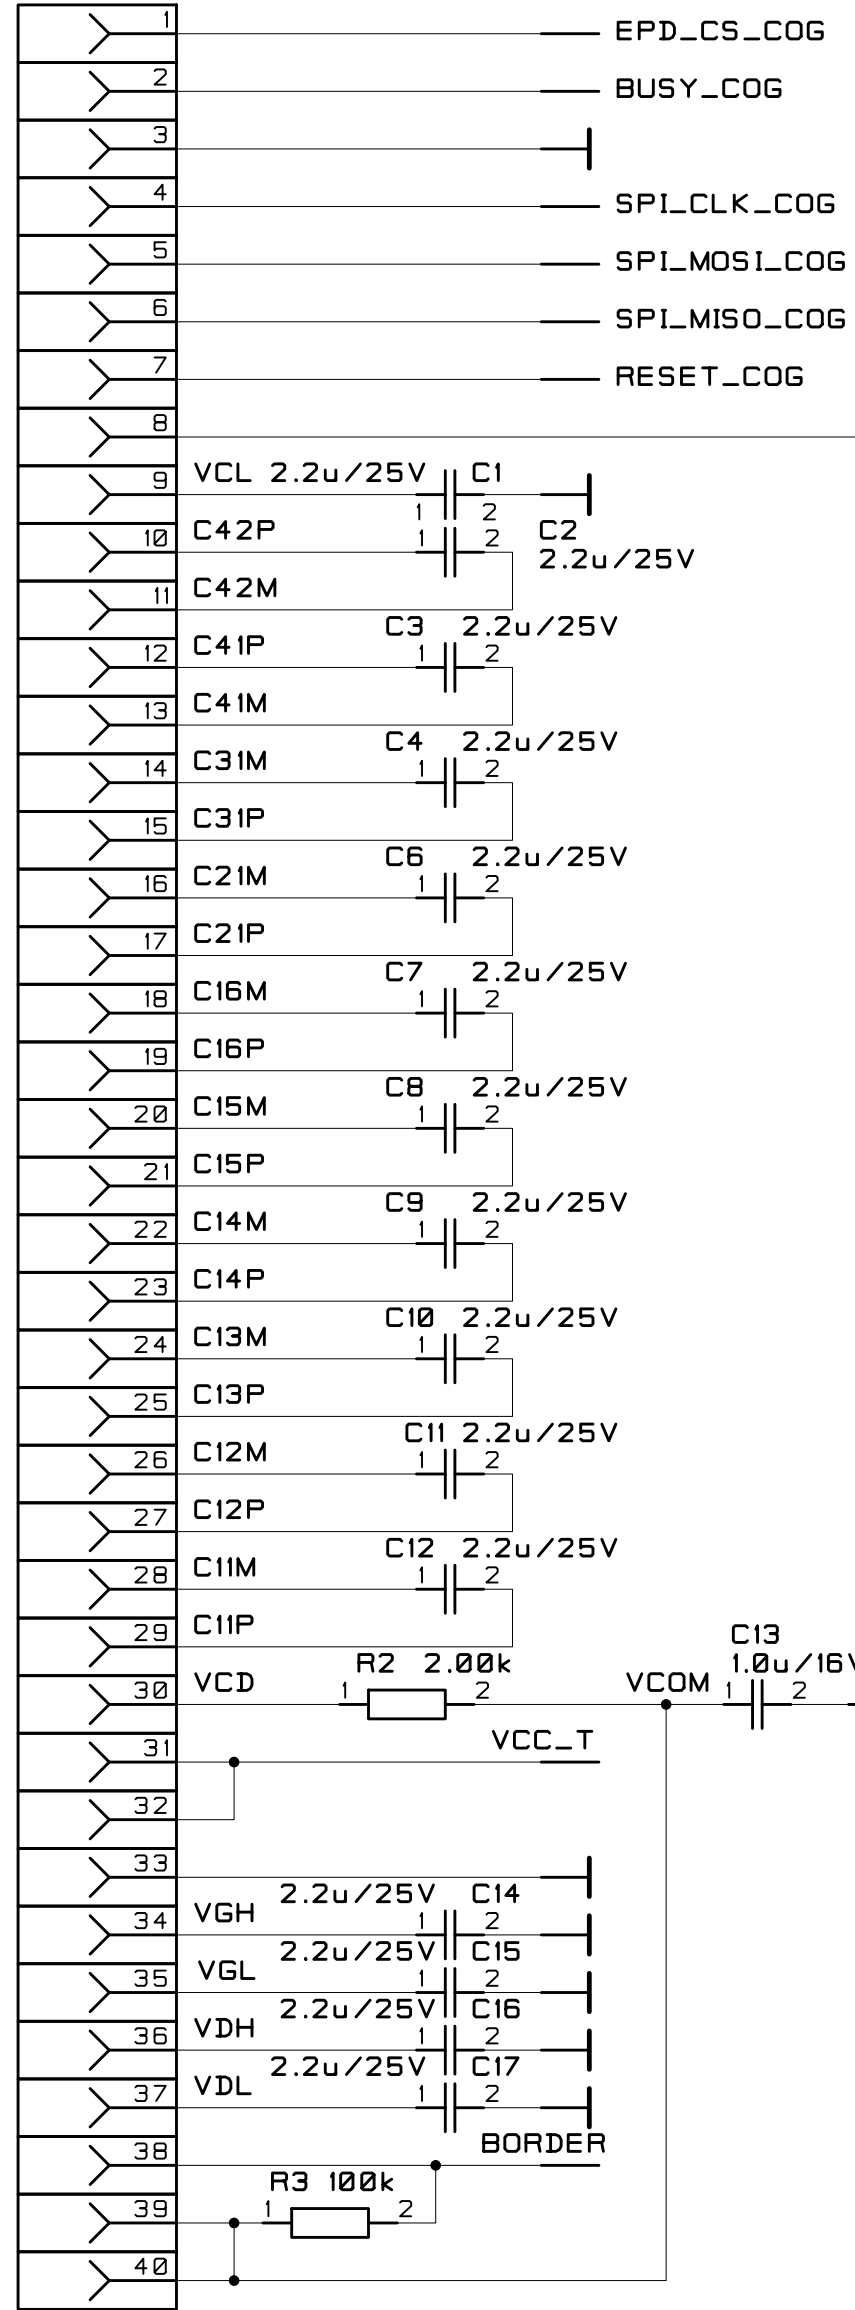 1 EPD_CS_COG
2 BUSY_COG
3
4 SPI_CLK_COG
5 SPI_MOSI_COG
6 SPI_MISO_COG
7 RESET_COG
8
9 VCL 2.2u/25V C1
1 2
10 C42P 1 2 C2
2.2u/25V
11 C42M
C3 2.2u/25V
12 C41P 1 2
13 C41M
C4 2.2u/25V
14 C31M 1 2
15 C31P
C6 2.2u/25V
16 C21M 1 2
17 C21P
C7 2.2u/25V
18 C16M 1 2
19 C16P
C8 2.2u/25V
20 C15M 1 2
21 C15P
C9 2.2u/25V
22 C14M 1 2
23 C14P
C10 2.2u/25V
24 C13M 1 2
25 C13P
C11 2.2u/25V
26 C12M 1 2
27 C12P
C12 2.2u/25V
28 C11M 1 2
29 C11P
C13
R2 2.00k 1.0u/16V
30 VCD 1 2 VCOM 1 2
31 VCC_T
32
33
2.2u/25V C14
34 VGH 1 2
2.2u/25V C15
35 VGL 1 2
2.2u/25V C16
36 VDH 1 2
2.2u/25V C17
37 VDL 1 2
38 BORDER
R3 100k
39 1 2
40